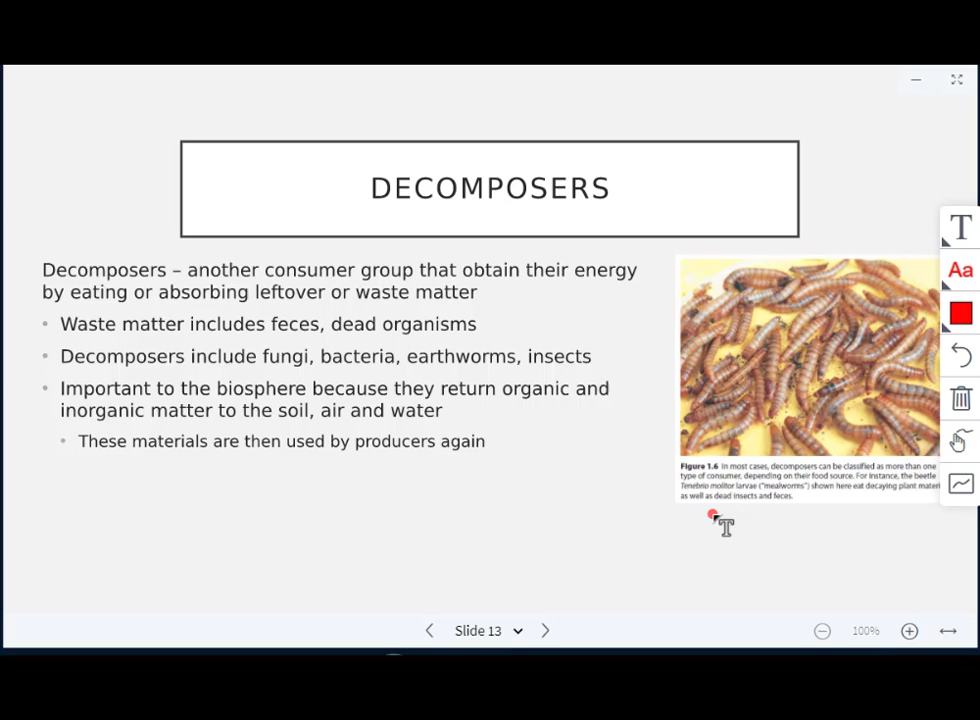 DECOMPOSERS
Decomposers – another consumer group that obtain their energy
by eating or absorbing leftover or waste matter
• Waste matter includes feces, dead organisms
• Decomposers include fungi, bacteria, earthworms, insects
• Important to the biosphere because they return organic and
inorganic matter to the soil, air and water
• These materials are then used by producers again
Figure 1.6 In most cases, decomposers can be classified as more than one
type of consumer, depending on their food source. For instance, the beetle
Tenebrio molitor larvae ("mealworms") shown here eat decaying plant
as well as dead insects and feces.
T
Aa
Slide 13
100%